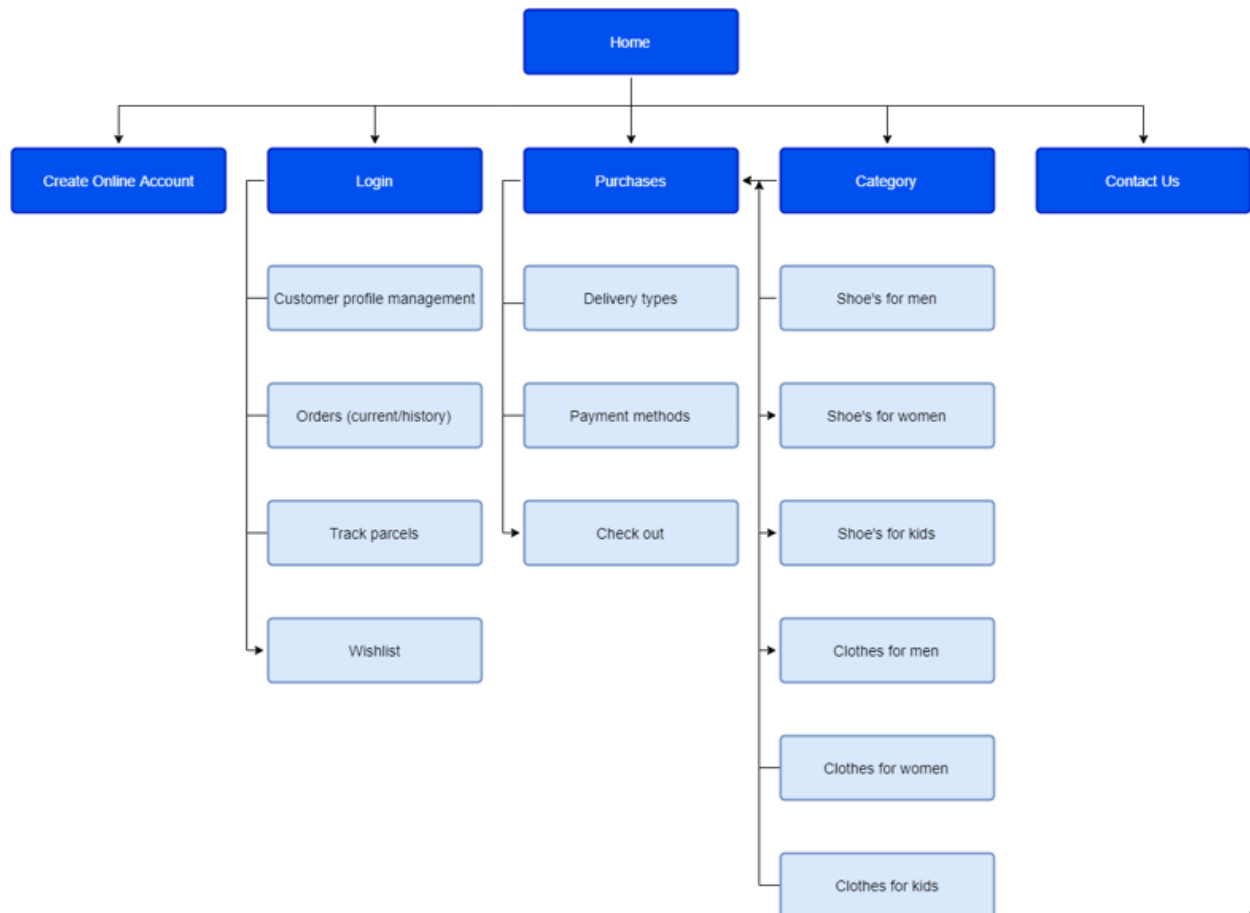 Home
Create Online Account
Login
Purchases
Category
Contact Us
Customer profile management
Delivery types
Shoe's for men
Orders (current/history)
Payment methods
Shoe's for women
Track parcels
Check out
Shoe's for kids
Wishlist
Clothes for men
Clothes for women
Clothes for kids